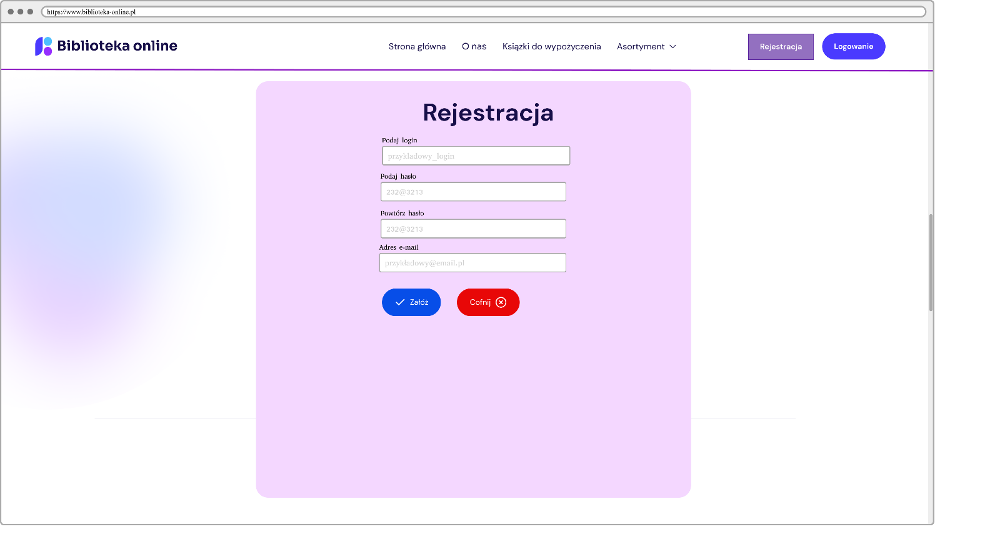 https://www.biblioteka-online.pl
Biblioteka online
Strona główna
O nas
Książki do wypożyczenia
Asortyment
Rejestracja
Logowanie
Rejestracja
Podaj login
przykladowy_login
Podaj hasło
232@3213
Powtórz hasło
232@3213
Adres e-mail
przykładowy@email.pl
Załóż
Cofnij